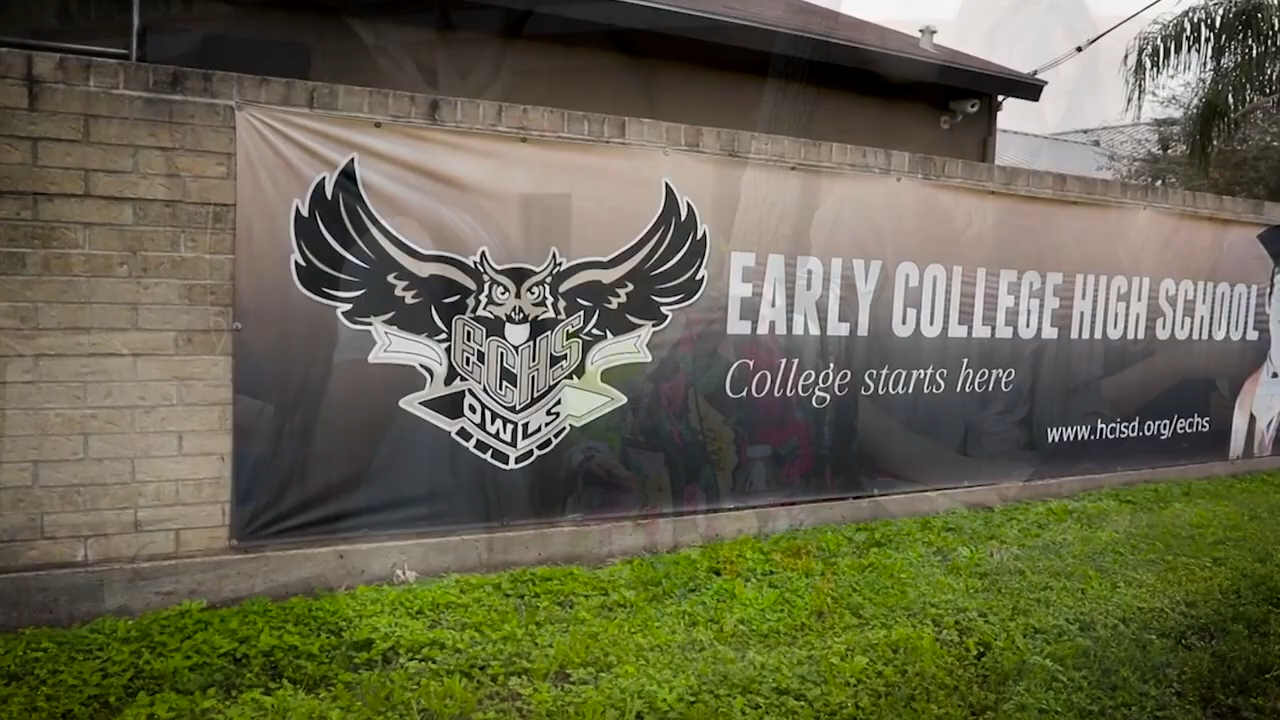 ECHS
OWLS
EARLY COLLEGE HIGH SCHOOL
College starts here
www.hcisd.org/echs